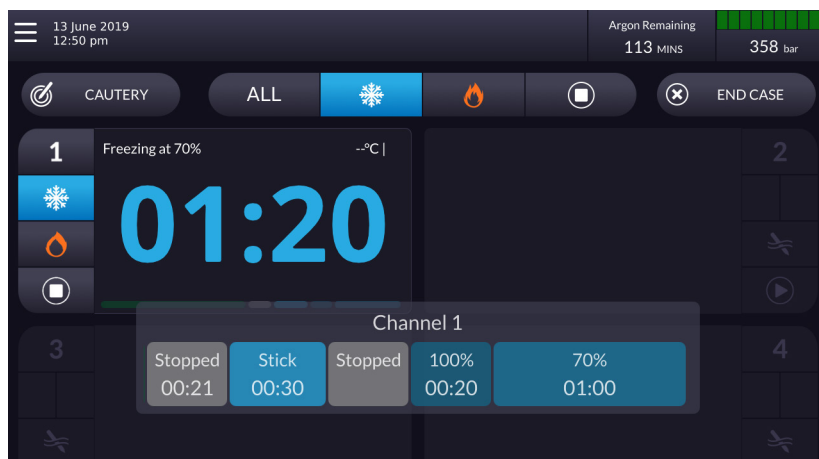 13 June 2019
12:50 pm
Argon Remaining
113 MINS
358 bar
CAUTERY
ALL
END CASE
1
Freezing at 70%
--°C |
01:20
2
Channel 1
Stopped
00:21
Stick
00:30
Stopped
100%
00:20
70%
01:00
3
4